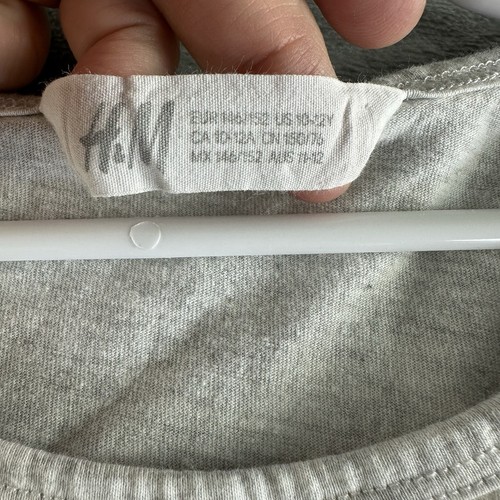 H&M
EUR 146/152 US 10-12Y
CA 10-12A CN 150/76
MX 146/152 AUS 11-12